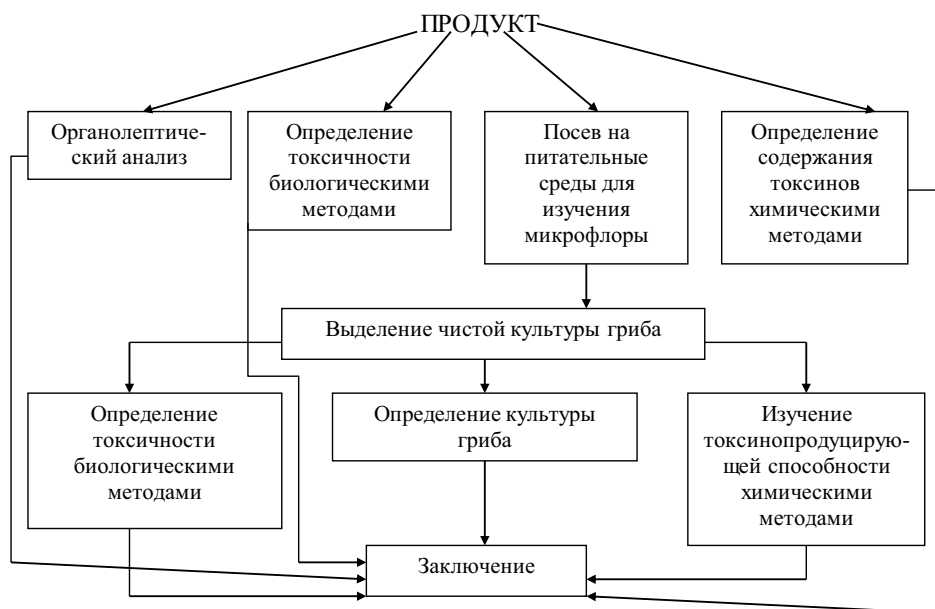 ПРОДУКТ
Органолептиче-
ский анализ
Определение
токсичности
биологическими
методами
Посев на
питательные
среды для
изучения
микрофлоры
Определение
содержания
токсинов
химическими
методами
Выделение чистой культуры гриба
Определение
токсичности
биологическими
методами
Определение культуры
гриба
Изучение
токсинопродуцирую-
щей способности
химическими
методами
Заключение